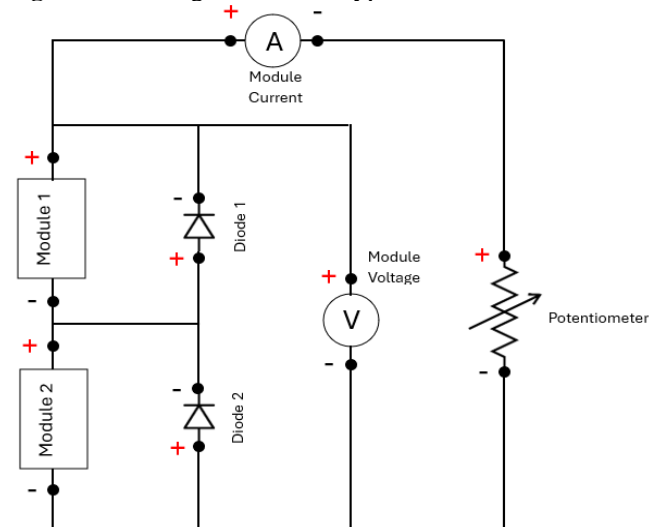 + -
A
Module
Current
+
-
Module 1
Diode 1
+
-
Module
Voltage
+
+
V
Potentiometer
-
+
-
-
Module 2
Diode 2
+
-